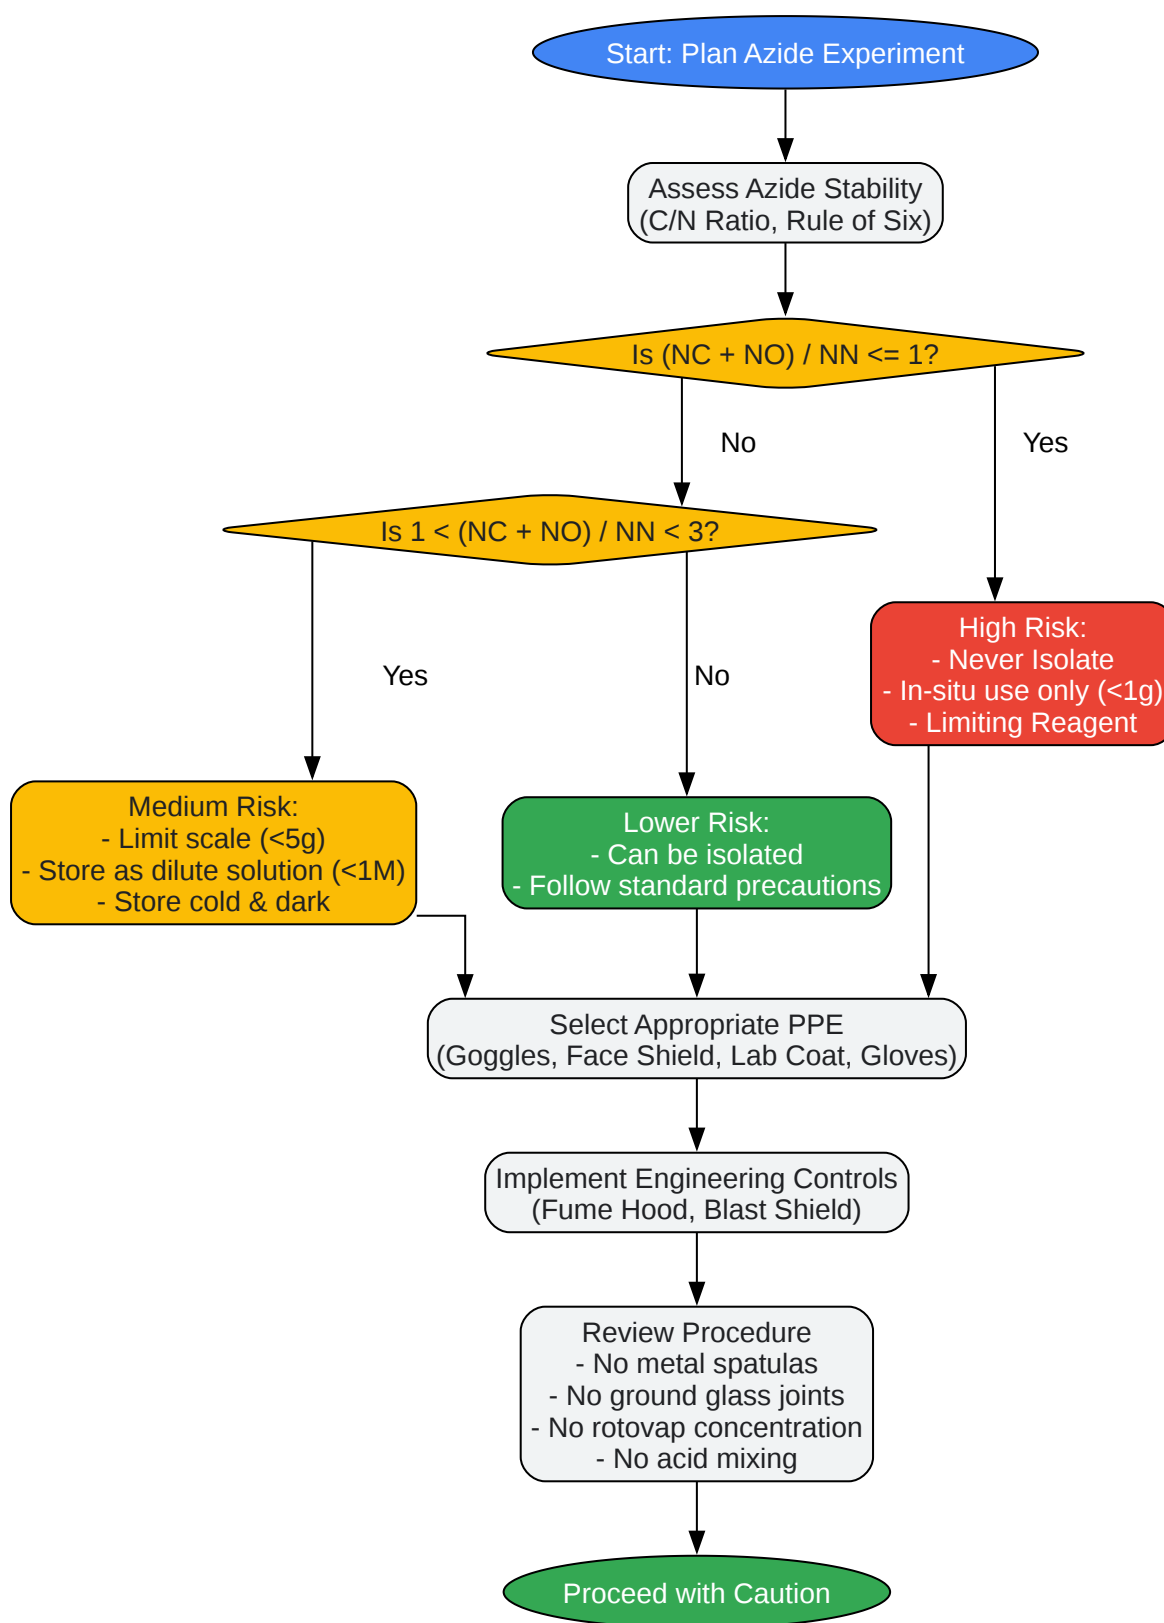 Start: Plan Azide Experiment
Assess Azide Stability
(C/N Ratio, Rule of Six)
Is (NC + NO) / NN <= 1?
No
Yes
Is 1 < (NC + NO) / NN < 3?
High Risk:
- Never Isolate
- In-situ use only (<1g)
- Limiting Reagent
Yes
No
Medium Risk:
- Limit scale (<5g)
- Store as dilute solution (<1M)
- Store cold & dark
Lower Risk:
- Can be isolated
- Follow standard precautions
Select Appropriate PPE
(Goggles, Face Shield, Lab Coat, Gloves)
Implement Engineering Controls
(Fume Hood, Blast Shield)
Review Procedure
- No metal spatulas
- No ground glass joints
- No rotovap concentration
- No acid mixing
Proceed with Caution